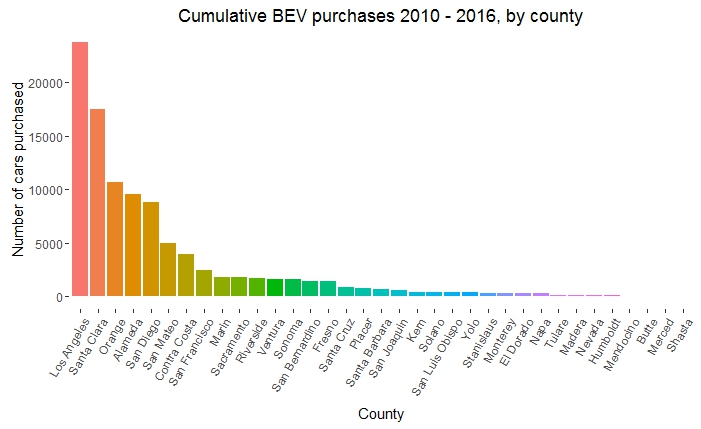 Cumulative BEV purchases 2010 - 2016, by county
Number of cars purchased
20000
15000
10000
5000
0
Los Angeles
Santa Clara
Orange
Alameda
San Diego
San Mateo
Contra Costa
San Francisco
Marin
Sacramento
Riverside
Ventura
Sonoma
San Bernardino
Fresno
Santa Cruz
Placer
Santa Barbara
San Joaquin
Kern
Solano
San Luis Obispo
Yolo
Stanislaus
Monterey
El Dorado
Napa
Tulare
Madera
Nevada
Humboldt
Mendocino
Butte
Merced
Shasta
County